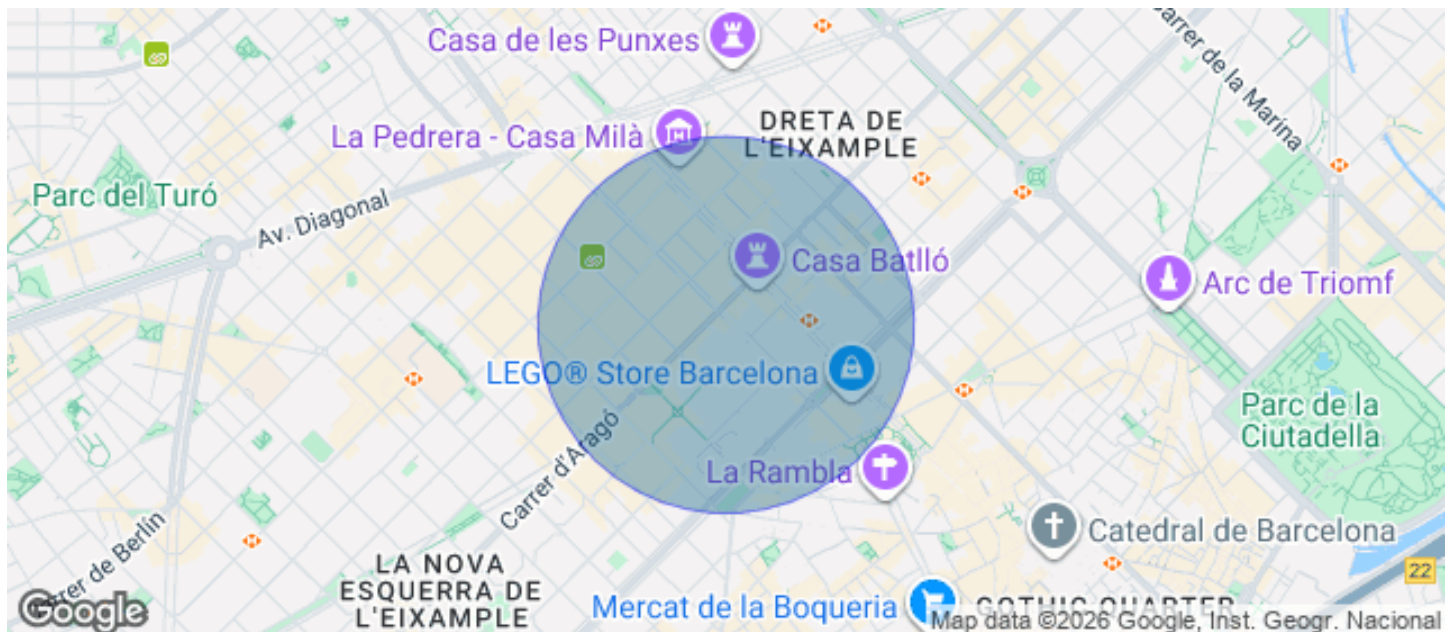 Casa de les Punxes
Carrer de la Marina
DRETA DE
L'EIXAMPLE
La Pedrera - Casa Milà
Parc del Turó
Av. Diagonal
Casa Batlló
Arc de Triomf
LEGO® Store Barcelona
Parc de la
Ciutadella
Carrer d'Aragó
La Rambla
Catedral de Barcelona
Carrer de Berlín
LA NOVA
ESQUERRA DE
L'EIXAMPLE
22
Mercat de la Boqueria
GOTHIC QUARTER
Google
Map data ©2026 Google, Inst. Geogr. Nacional